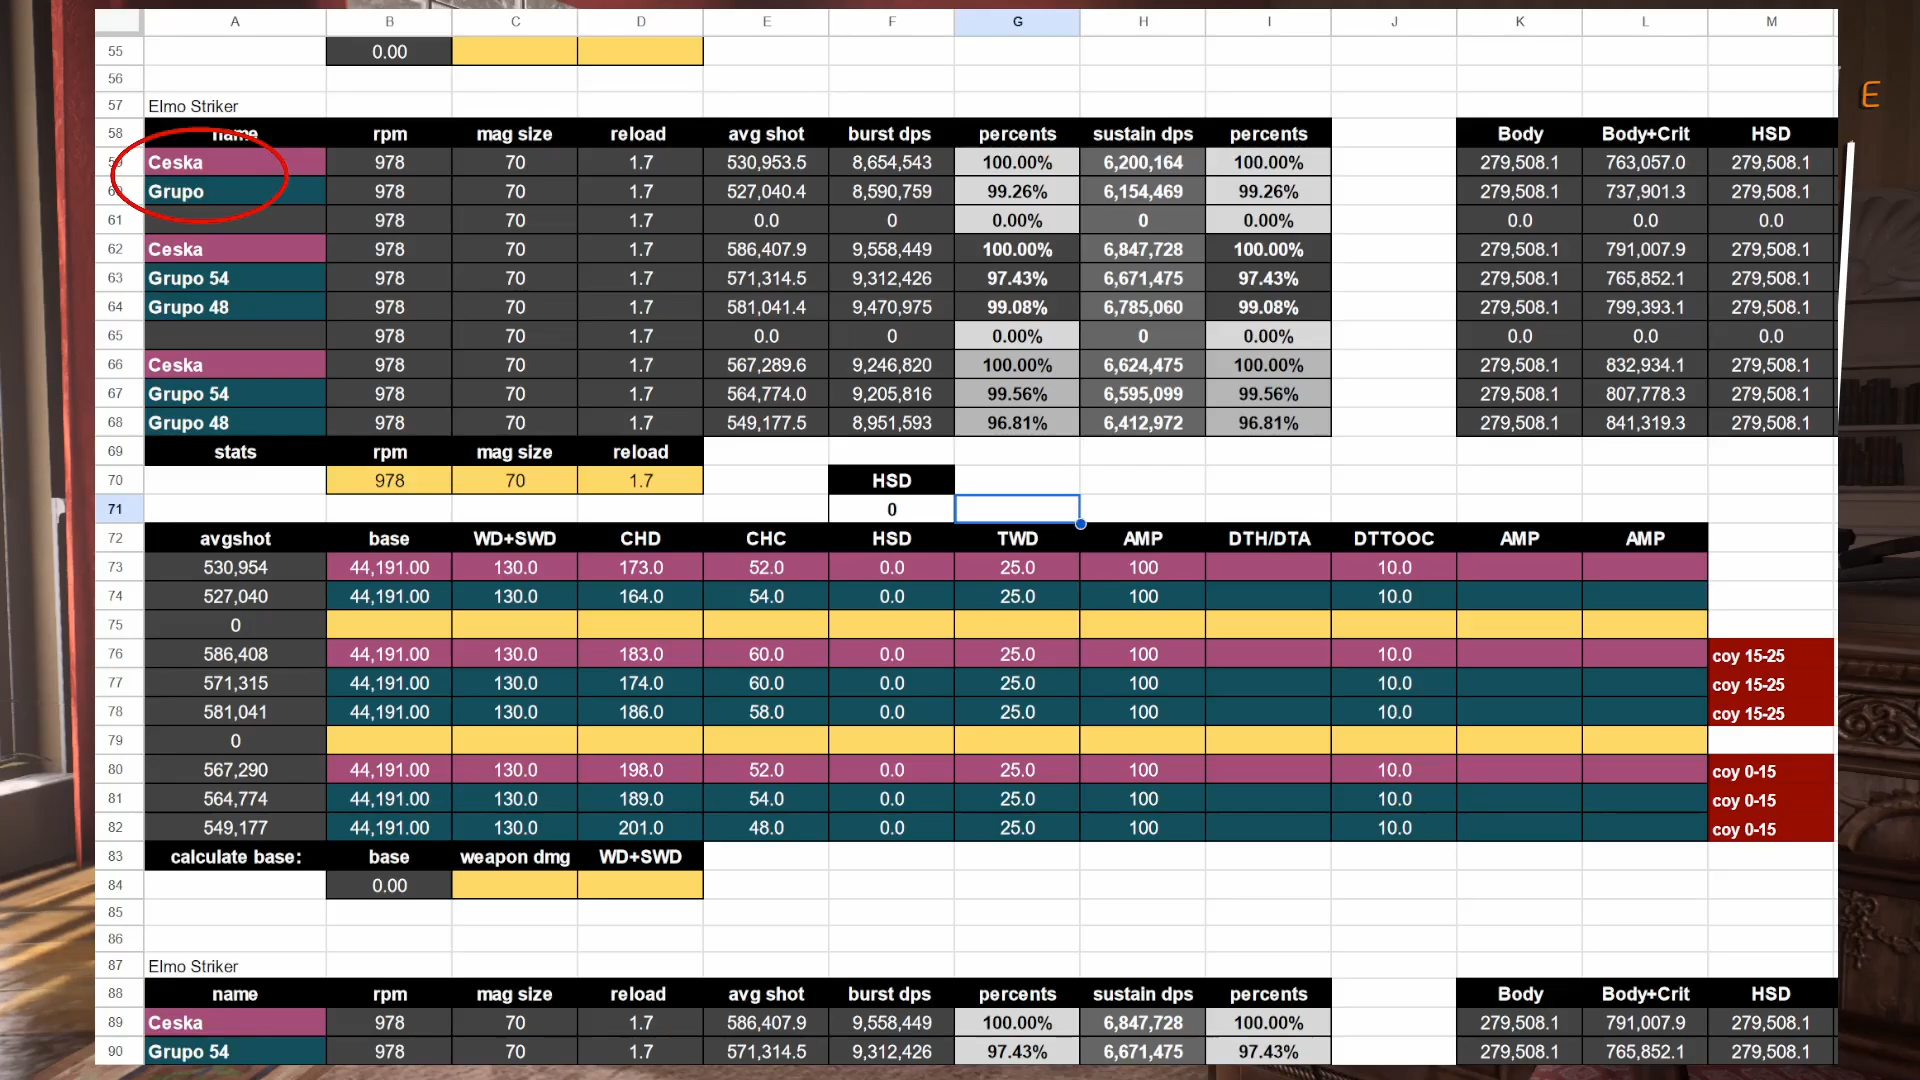 A B C D E F G H I J K L M
55 0.00
56
57 Elmo Striker
58 name rpm mag size reload avg shot burst dps percents sustain dps percents Body Body+Crit HSD
59 Ceska 978 70 1.7 530,953.5 8,654,543 100.00% 6,200,164 100.00% 279,508.1 763,057.0 279,508.1
60 Grupo 978 70 1.7 527,040.4 8,590,759 99.26% 6,154,469 99.26% 279,508.1 737,901.3 279,508.1
61 978 70 1.7 0.0 0 0.00% 0 0.00% 0.0 0.0 0.0
62 Ceska 978 70 1.7 586,407.9 9,558,449 100.00% 6,847,728 100.00% 279,508.1 791,007.9 279,508.1
63 Grupo 54 978 70 1.7 571,314.5 9,312,426 97.43% 6,671,475 97.43% 279,508.1 765,852.1 279,508.1
64 Grupo 48 978 70 1.7 581,041.4 9,470,975 99.08% 6,785,060 99.08% 279,508.1 799,393.1 279,508.1
65 978 70 1.7 0.0 0 0.00% 0 0.00% 0.0 0.0 0.0
66 Ceska 978 70 1.7 567,289.6 9,246,820 100.00% 6,624,475 100.00% 279,508.1 832,934.1 279,508.1
67 Grupo 54 978 70 1.7 564,774.0 9,205,816 99.56% 6,595,099 99.56% 279,508.1 807,778.3 279,508.1
68 Grupo 48 978 70 1.7 549,177.5 8,951,593 96.81% 6,412,972 96.81% 279,508.1 841,319.3 279,508.1
69 stats rpm mag size reload
70 978 70 1.7 HSD
71 0
72 avgshot base WD+SWD CHD CHC HSD TWD AMP DTH/DTA DTTOOC AMP AMP
73 530,954 44,191.00 130.0 173.0 52.0 0.0 25.0 100 10.0
74 527,040 44,191.00 130.0 164.0 54.0 0.0 25.0 100 10.0
75 0
76 586,408 44,191.00 130.0 183.0 60.0 0.0 25.0 100 10.0 coy 15-25
77 571,315 44,191.00 130.0 174.0 60.0 0.0 25.0 100 10.0 coy 15-25
78 581,041 44,191.00 130.0 186.0 58.0 0.0 25.0 100 10.0 coy 15-25
79 0
80 567,290 44,191.00 130.0 198.0 52.0 0.0 25.0 100 10.0 coy 0-15
81 564,774 44,191.00 130.0 189.0 54.0 0.0 25.0 100 10.0 coy 0-15
82 549,177 44,191.00 130.0 201.0 48.0 0.0 25.0 100 10.0 coy 0-15
83 calculate base: base weapon dmg WD+SWD
84 0.00
85
86
87 Elmo Striker
88 name rpm mag size reload avg shot burst dps percents sustain dps percents Body Body+Crit HSD
89 Ceska 978 70 1.7 586,407.9 9,558,449 100.00% 6,847,728 100.00% 279,508.1 791,007.9 279,508.1
90 Grupo 54 978 70 1.7 571,314.5 9,312,426 97.43% 6,671,475 97.43% 279,508.1 765,852.1 279,508.1
E